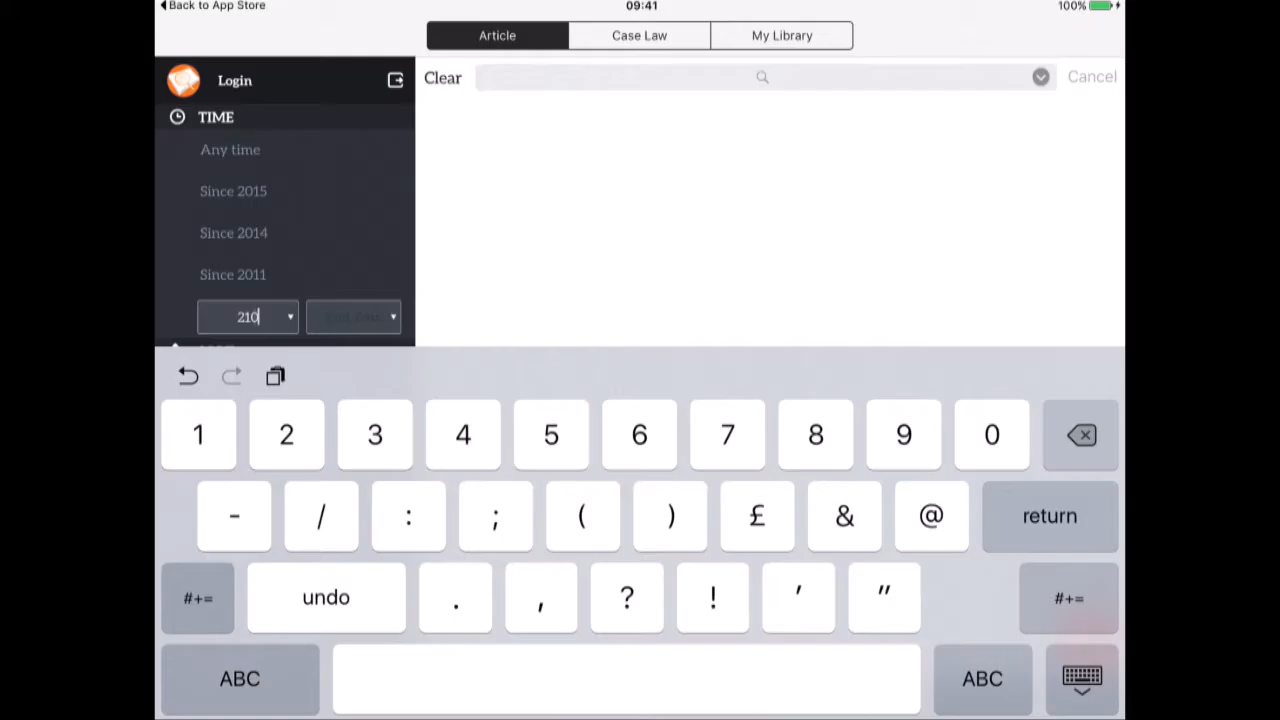 Back to App Store 09:41 100%
Article Case Law My Library
Login Clear Cancel
TIME
Any time
Since 2015
Since 2014
Since 2011
210
1 2 3 4 5 6 7 8 9 0
- / : ; ( ) £ & @ return
#+= undo . , ? ! ' " #+=
ABC ABC